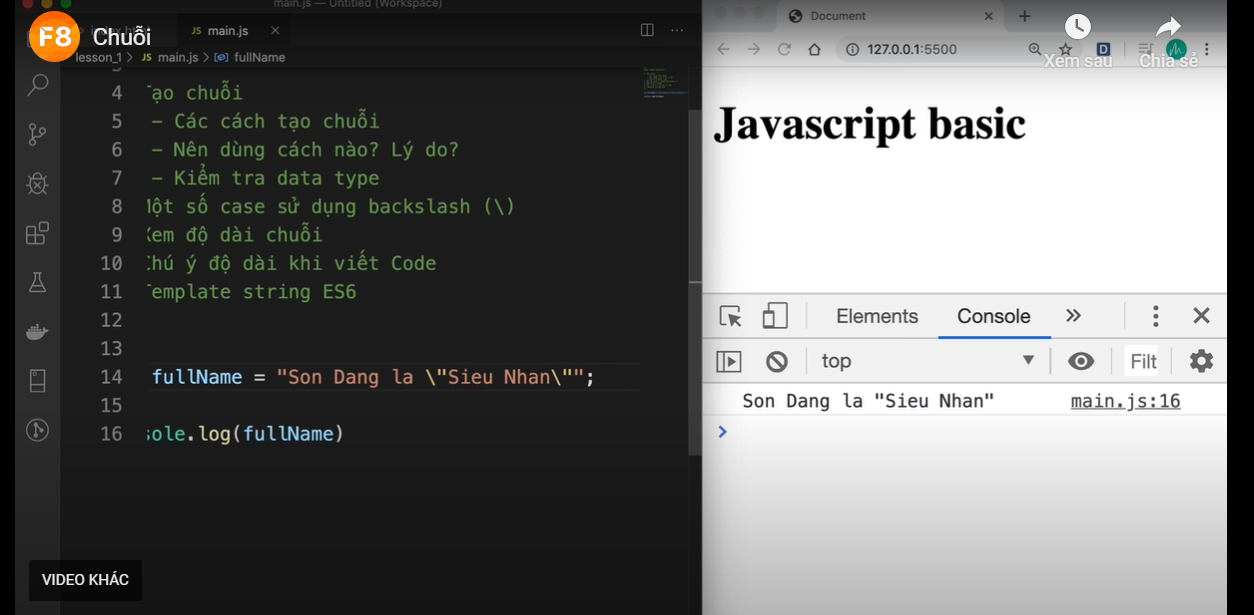 main.js — Untitled (Workspace)
F8 Chuỗi
JS main.js
lesson_1 > JS main.js > fullName
4 Tạo chuỗi
5 - Các cách tạo chuỗi
6 - Nên dùng cách nào? Lý do?
7 - Kiểm tra data type
8 Một số case sử dụng backslash (\)
9 Xem độ dài chuỗi
10 Chú ý độ dài khi viết Code
11 Template string ES6
12
13
14 fullName = "Son Dang la \"Sieu Nhan\"";
15
16 sole.log(fullName)
VIDEO KHÁC
Document
127.0.0.1:5500
Xem sau
Chia sẻ
Javascript basic
Elements Console
top Filt
Son Dang la "Sieu Nhan" main.js:16